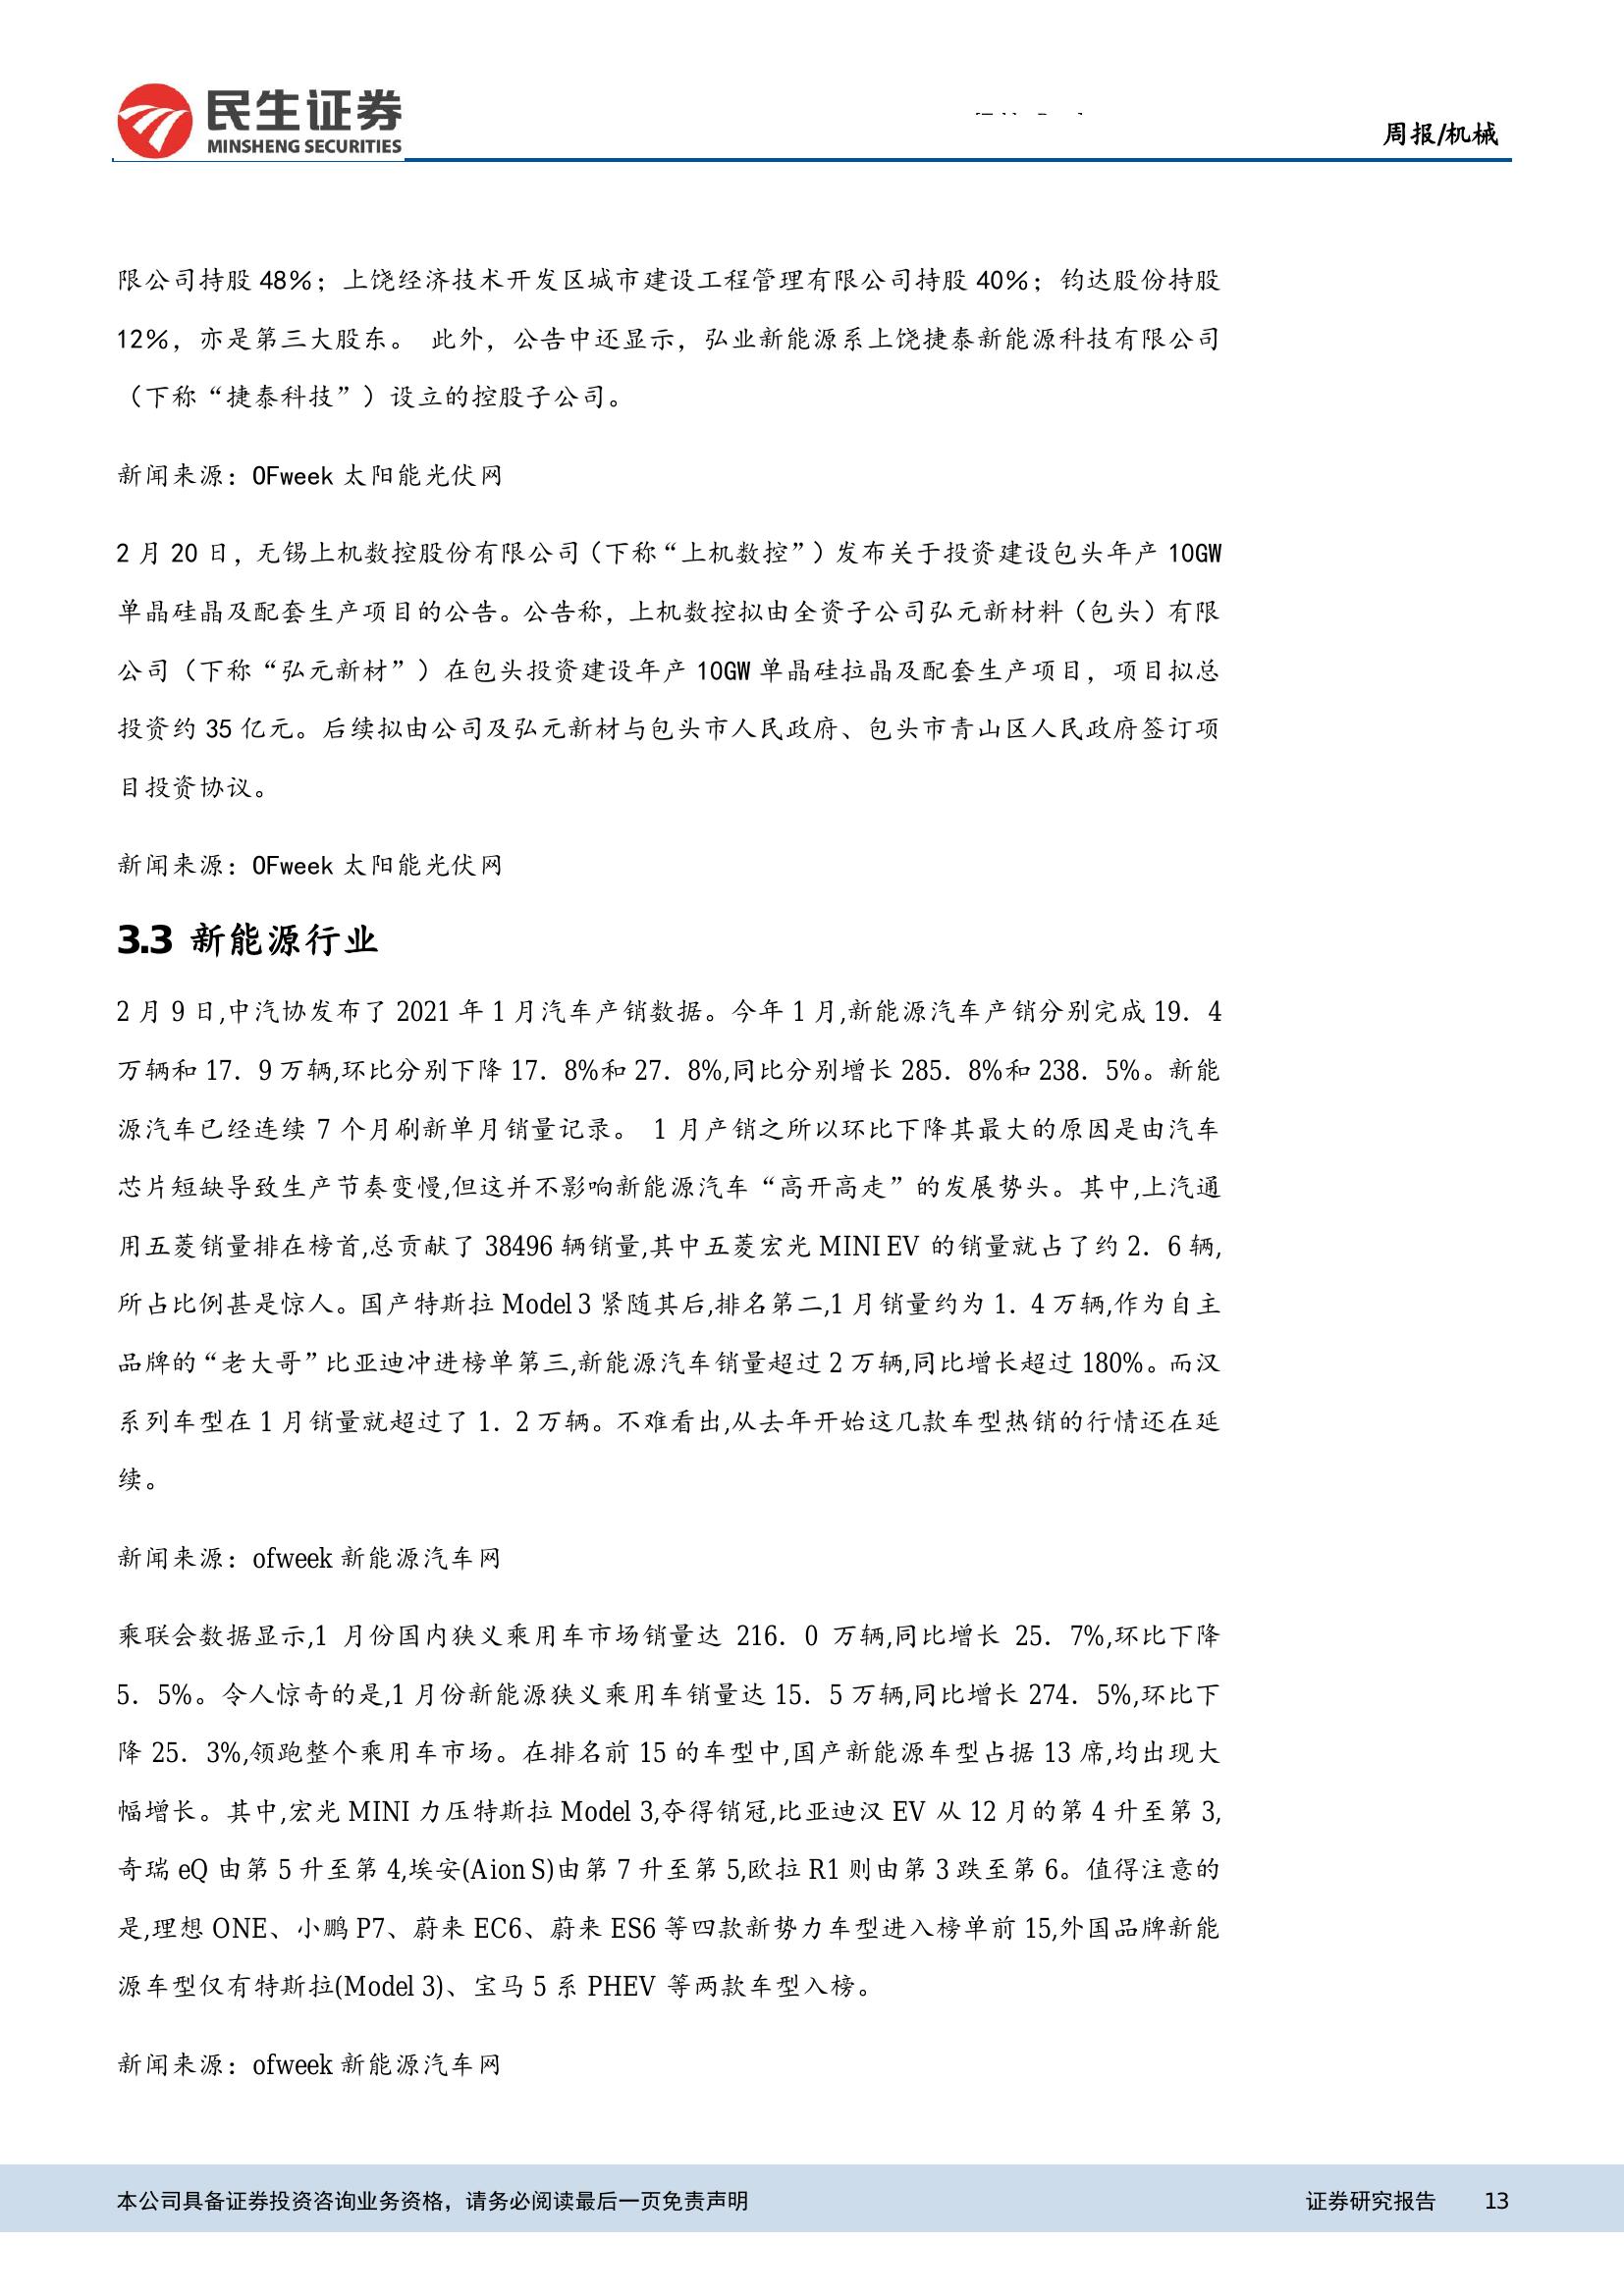 民生证券
MINSHENG SECURITIES
周报/机械
限公司持股 48%；上饶经济技术开发区城市建设工程管理有限公司持股 40%；钧达股份持股
12%，亦是第三大股东。 此外，公告中还显示，弘业新能源系上饶捷泰新能源科技有限公司
（下称“捷泰科技”）设立的控股子公司。
新闻来源：OFweek 太阳能光伏网
2 月 20 日，无锡上机数控股份有限公司（下称“上机数控”）发布关于投资建设包头年产 10GW
单晶硅晶及配套生产项目的公告。公告称，上机数控拟由全资子公司弘元新材料（包头）有限
公司（下称“弘元新材”）在包头投资建设年产 10GW 单晶硅拉晶及配套生产项目，项目拟总
投资约 35 亿元。后续拟由公司及弘元新材与包头市人民政府、包头市青山区人民政府签订项
目投资协议。
新闻来源：OFweek 太阳能光伏网
3.3 新能源行业
2 月 9 日,中汽协发布了 2021 年 1 月汽车产销数据。今年 1 月,新能源汽车产销分别完成 19．4
万辆和 17．9 万辆,环比分别下降 17．8%和 27．8%,同比分别增长 285．8%和 238．5%。新能
源汽车已经连续 7 个月刷新单月销量记录。 1 月产销之所以环比下降其最大的原因是由汽车
芯片短缺导致生产节奏变慢,但这并不影响新能源汽车“高开高走”的发展势头。其中,上汽通
用五菱销量排在榜首,总贡献了 38496 辆销量,其中五菱宏光 MINI EV 的销量就占了约 2．6 辆,
所占比例甚是惊人。国产特斯拉 Model 3 紧随其后,排名第二,1 月销量约为 1．4 万辆,作为自主
品牌的“老大哥”比亚迪冲进榜单第三,新能源汽车销量超过 2 万辆,同比增长超过 180%。而汉
系列车型在 1 月销量就超过了 1．2 万辆。不难看出,从去年开始这几款车型热销的行情还在延
续。
新闻来源：ofweek 新能源汽车网
乘联会数据显示,1 月份国内狭义乘用车市场销量达 216．0 万辆,同比增长 25．7%,环比下降
5．5%。令人惊奇的是,1 月份新能源狭义乘用车销量达 15．5 万辆,同比增长 274．5%,环比下
降 25．3%,领跑整个乘用车市场。在排名前 15 的车型中,国产新能源车型占据 13 席,均出现大
幅增长。其中,宏光 MINI 力压特斯拉 Model 3,夺得销冠,比亚迪汉 EV 从 12 月的第 4 升至第 3,
奇瑞 eQ 由第 5 升至第 4,埃安(Aion S)由第 7 升至第 5,欧拉 R1 则由第 3 跌至第 6。值得注意的
是,理想 ONE、小鹏 P7、蔚来 EC6、蔚来 ES6 等四款新势力车型进入榜单前 15,外国品牌新能
源车型仅有特斯拉(Model 3)、宝马 5 系 PHEV 等两款车型入榜。
新闻来源：ofweek 新能源汽车网
本公司具备证券投资咨询业务资格，请务必阅读最后一页免责声明
证券研究报告 13